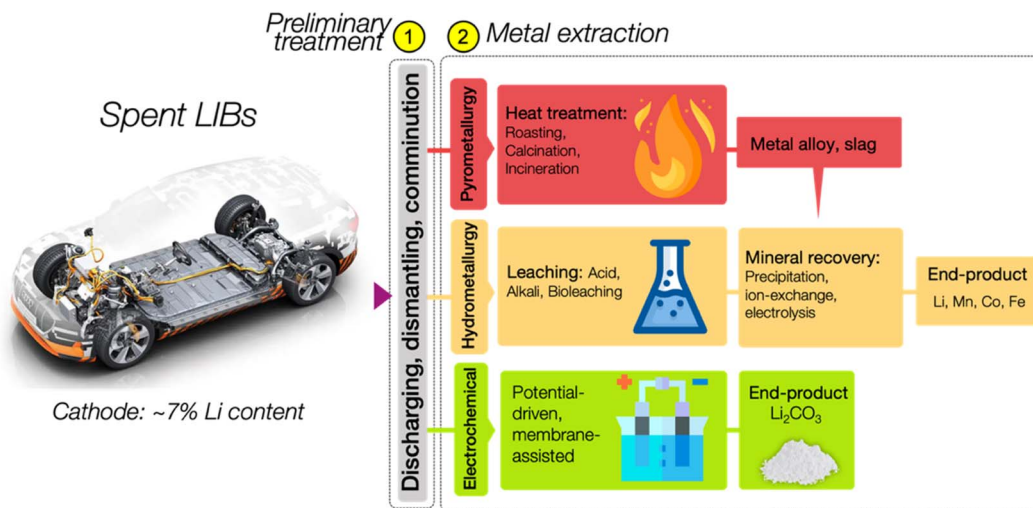 Preliminary
treatment
1
2
Metal extraction
Spent LIBs
Cathode: ~7% Li content
Discharging, dismantling, comminution
Pyrometallurgy
Heat treatment:
Roasting,
Calcination,
Incineration
Metal alloy, slag
Hydrometallurgy
Leaching: Acid,
Alkali, Bioleaching
Mineral recovery:
Precipitation,
ion-exchange,
electrolysis
End-product
Li, Mn, Co, Fe
Electrochemical
Potential-
driven,
membrane-
assisted
+
-
End-product
Li₂CO₃